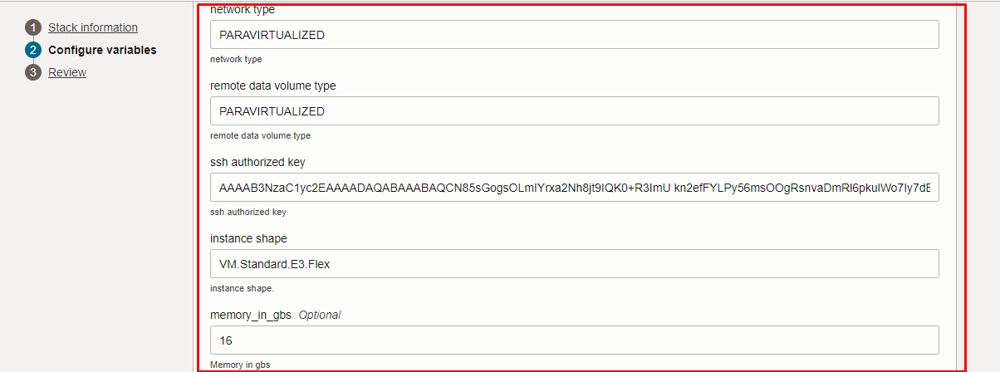 1 Stack information
2 Configure variables
3 Review
network type
PARAVIRTUALIZED
network type
remote data volume type
PARAVIRTUALIZED
remote data volume type
ssh authorized key
AAAAB3NzaC1yc2EAAAADAQABAAABAQCN85sGogsOLmIYrxa2Nh8jt9IQK0+R3ImU kn2efFYLPy56msOOgRsnvaDmRl6pkulWo7Iy7dE
ssh authorized key
instance shape
VM.Standard.E3.Flex
instance shape.
memory_in_gbs Optional
16
Memory in gbs